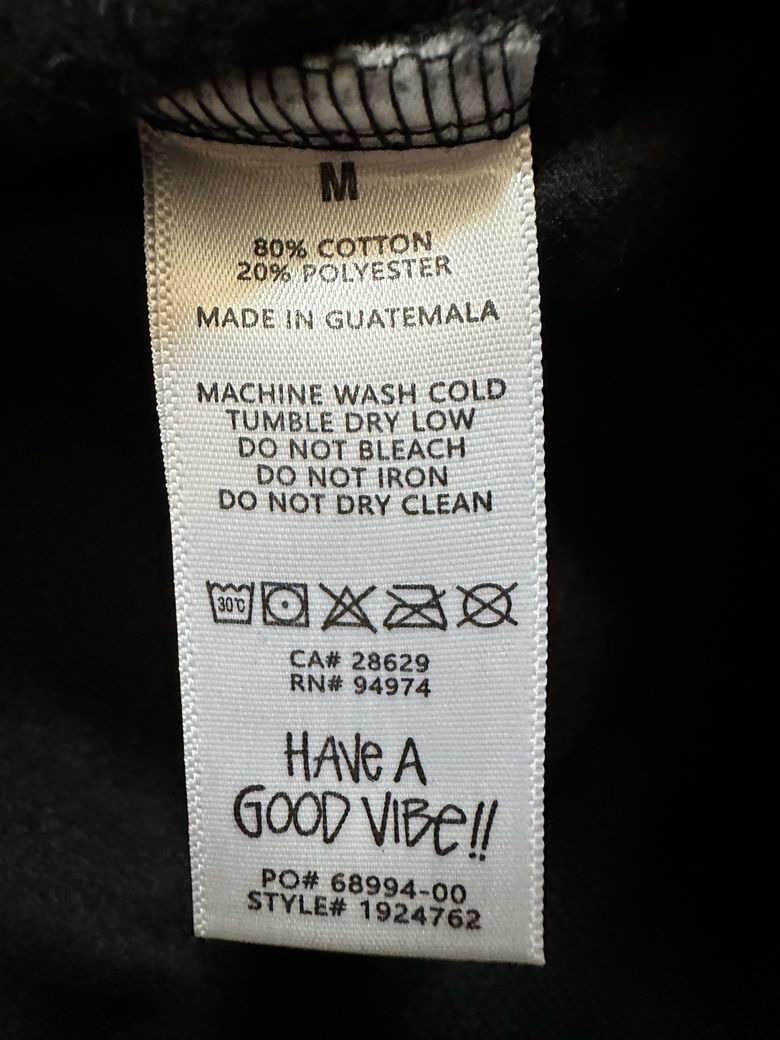 M
80% COTTON
20% POLYESTER
MADE IN GUATEMALA
MACHINE WASH COLD
TUMBLE DRY LOW
DO NOT BLEACH
DO NOT IRON
DO NOT DRY CLEAN
30°C
CA# 28629
RN# 94974
HAVe A
GOOD VIBe!!
PO# 68994-00
STYLE# 1924762